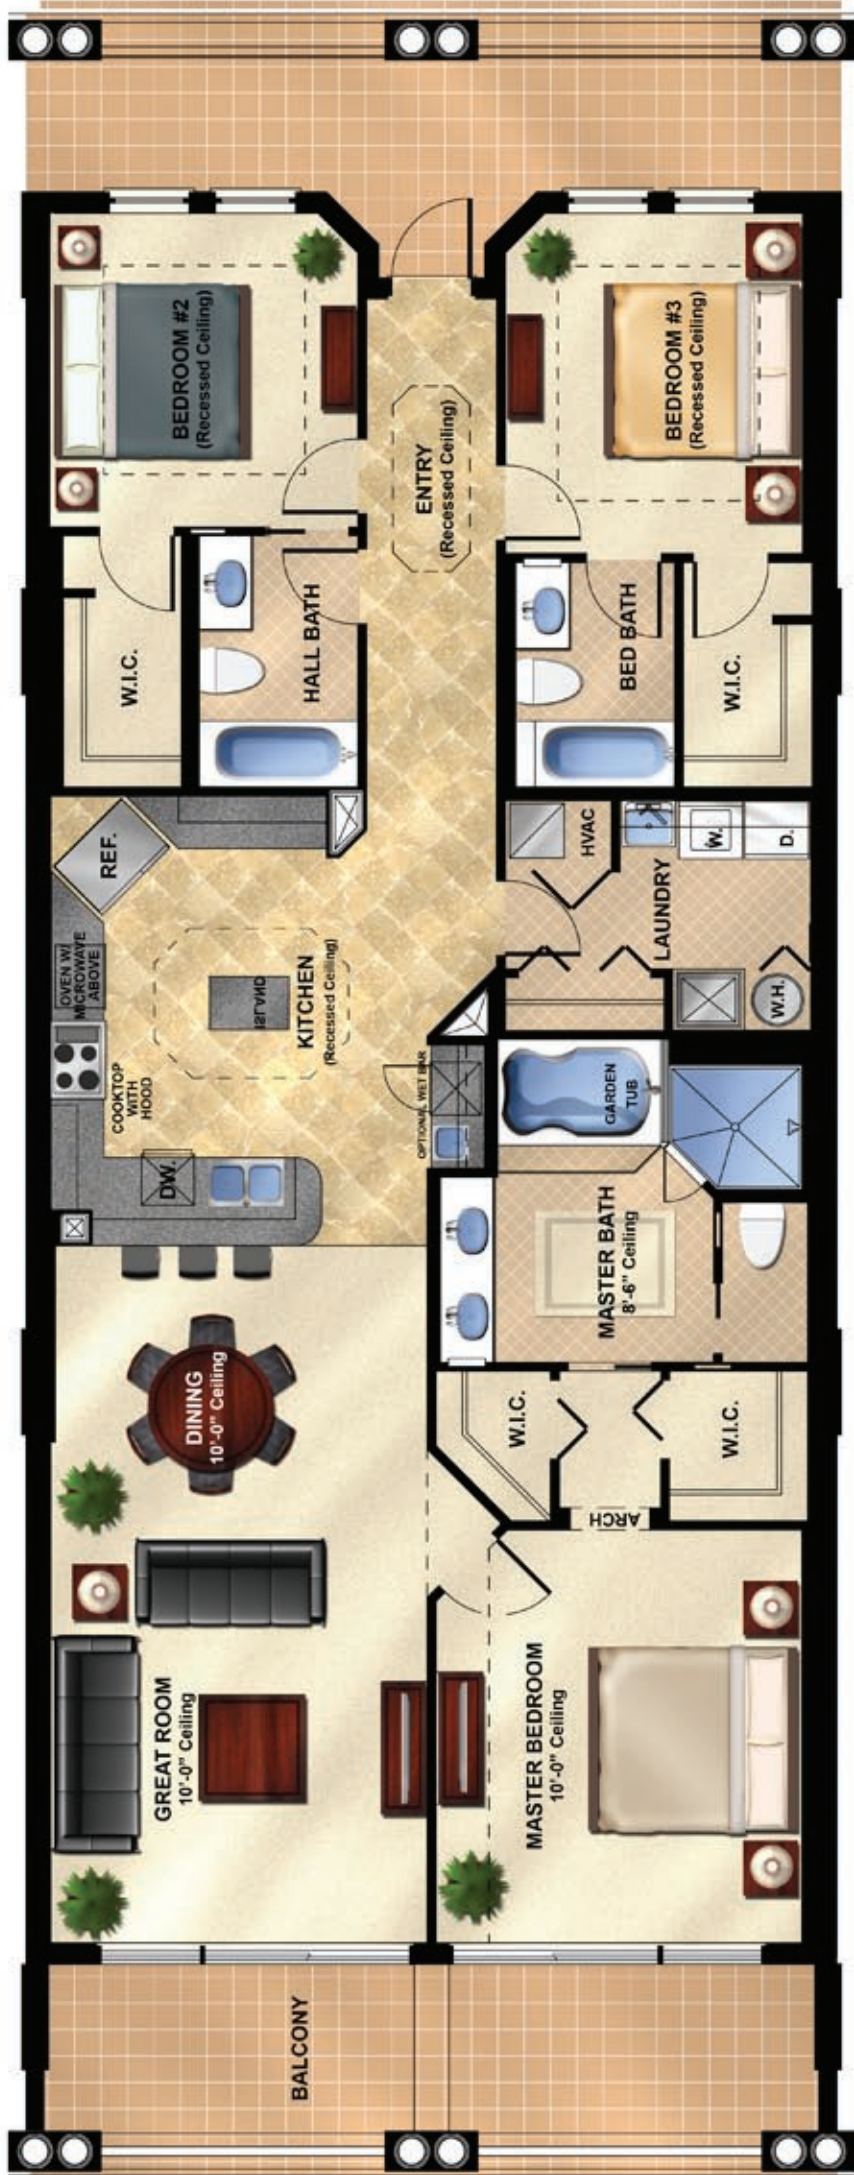 BEDROOM #2
(Recessed Ceiling)
BEDROOM #3
(Recessed Ceiling)
ENTRY
(Recessed Ceiling)
W.I.C.
HALL BATH
BED BATH
W.I.C.
REF.
HVAC
W.
D.
LAUNDRY
OVEN W/
MICROWAVE
ABOVE
ISLAND
KITCHEN
(Recessed Ceiling)
W.H.
COOKTOP
WITH
HOOD
OPTIONAL WET BAR
GARDEN
TUB
DW.
MASTER BATH
8'-6" Ceiling
DINING
10'-0" Ceiling
W.I.C.
W.I.C.
ARCH
GREAT ROOM
10'-0" Ceiling
MASTER BEDROOM
10'-0" Ceiling
BALCONY